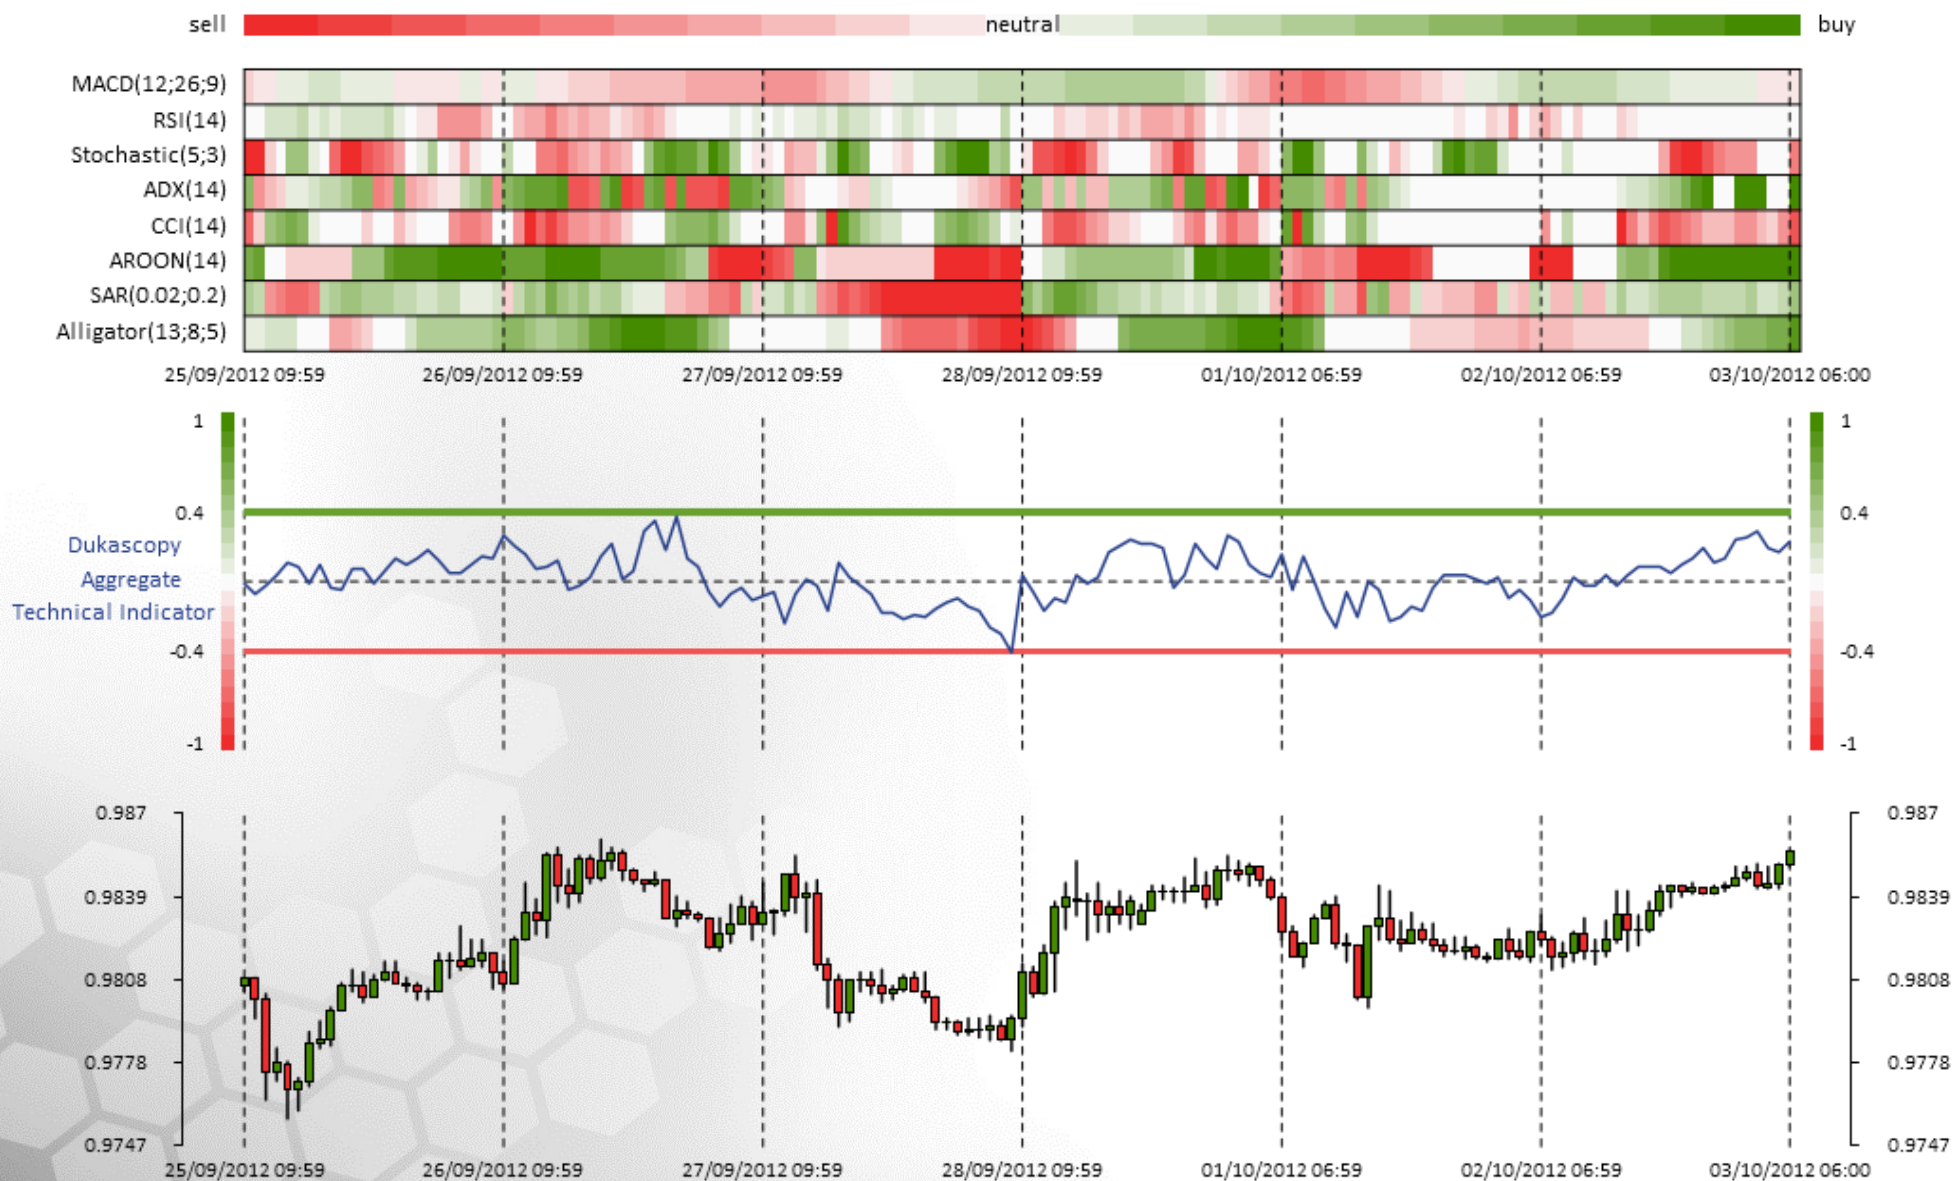 sell neutral buy
MACD(12;26;9)
RSI(14)
Stochastic(5;3)
ADX(14)
CCI(14)
AROON(14)
SAR(0.02;0.2)
Alligator(13;8;5)
25/09/2012 09:59 26/09/2012 09:59 27/09/2012 09:59 28/09/2012 09:59 01/10/2012 06:59 02/10/2012 06:59 03/10/2012 06:00
1 1
0.4 0.4
Dukascopy
Aggregate
Technical Indicator
-0.4 -0.4
-1 -1
0.987 0.987
0.9839 0.9839
0.9808 0.9808
0.9778 0.9778
0.9747 0.9747
25/09/2012 09:59 26/09/2012 09:59 27/09/2012 09:59 28/09/2012 09:59 01/10/2012 06:59 02/10/2012 06:59 03/10/2012 06:00